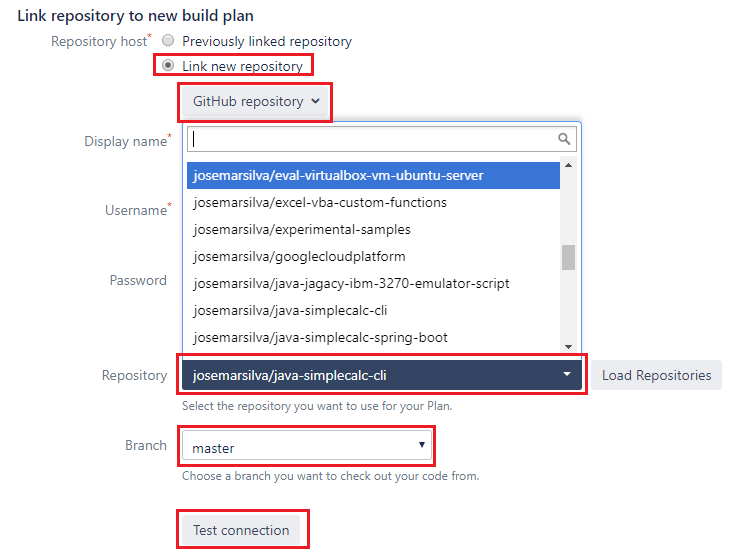 Link repository to new build plan
Repository host* Previously linked repository
Link new repository
GitHub repository
Display name*
josemarsilva/eval-virtualbox-vm-ubuntu-server
josemarsilva/excel-vba-custom-functions
Username*
josemarsilva/experimental-samples
josemarsilva/googlecloudplatform
Password
josemarsilva/java-jagacy-ibm-3270-emulator-script
josemarsilva/java-simplecalc-cli
josemarsilva/java-simplecalc-spring-boot
Repository josemarsilva/java-simplecalc-cli Load Repositories
Select the repository you want to use for your Plan.
Branch master
Choose a branch you want to check out your code from.
Test connection